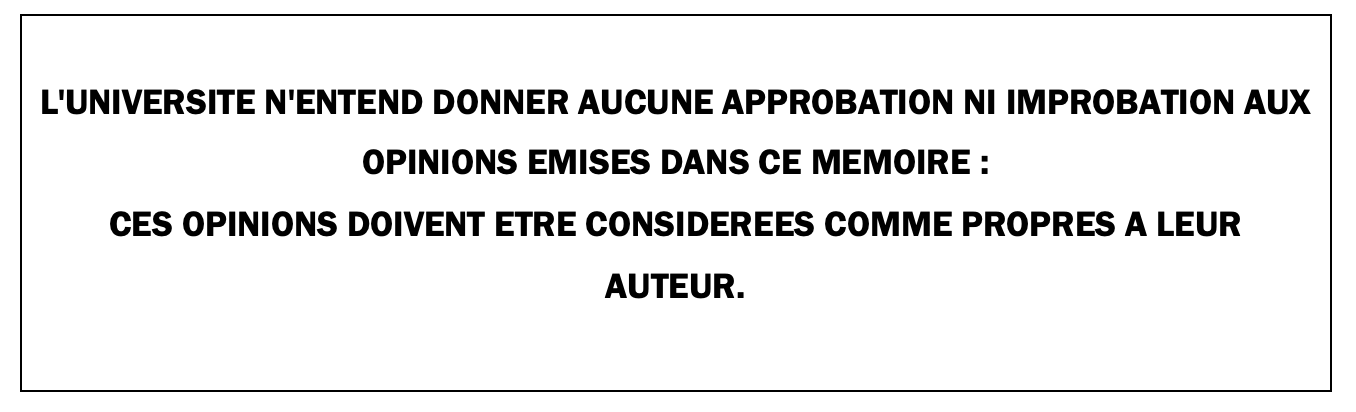 L'UNIVERSITE N'ENTEND DONNER AUCUNE APPROBATION NI IMPROBATION AUX
OPINIONS EMISES DANS CE MEMOIRE :
CES OPINIONS DOIVENT ETRE CONSIDEREES COMME PROPRES A LEUR
AUTEUR.